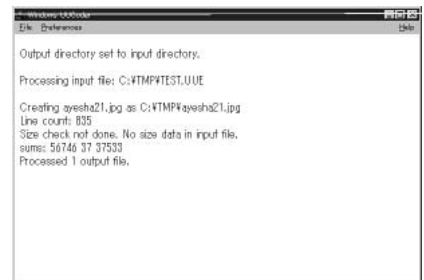 Windows UUCoder
File Preferences Help
Output directory set to input directory.
Processing input file: C:¥TMP¥TEST.UUE
Creating ayesha21.jpg as C:¥TMP¥ayesha21.jpg
Line count: 835
Size check not done. No size data in input file.
sums: 56746 37 37533
Processed 1 output file.